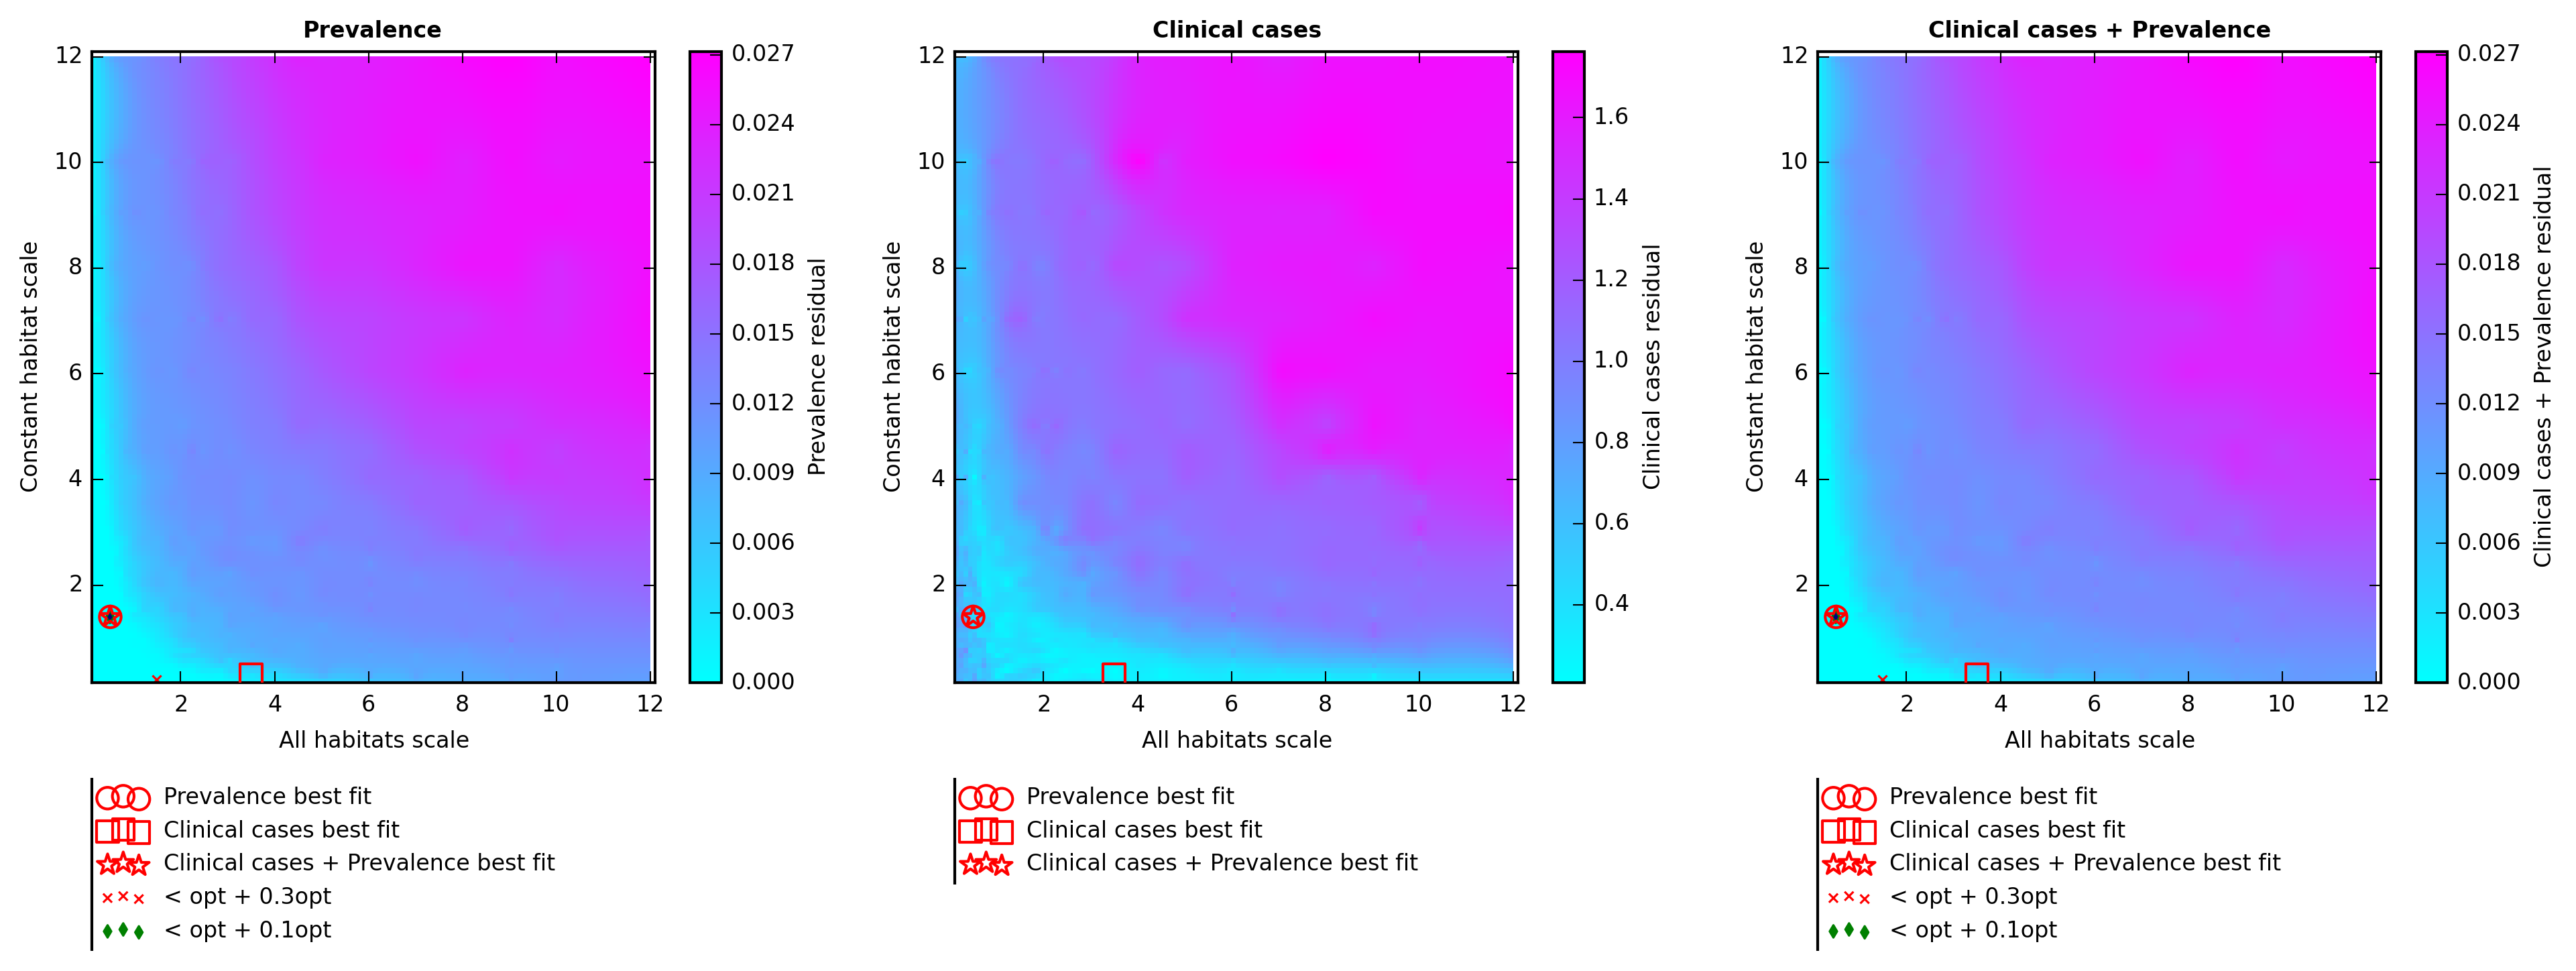 Prevalence
12
10
8
6
4
2
2 4 6 8 10 12
Constant habitat scale
All habitats scale
0.027
0.024
0.021
0.018
0.015
0.012
0.009
0.006
0.003
0.000
Prevalence residual
Prevalence best fit
Clinical cases best fit
Clinical cases + Prevalence best fit
< opt + 0.3opt
< opt + 0.1opt
Clinical cases
12
10
8
6
4
2
2 4 6 8 10 12
Constant habitat scale
All habitats scale
1.6
1.4
1.2
1.0
0.8
0.6
0.4
Clinical cases residual
Prevalence best fit
Clinical cases best fit
Clinical cases + Prevalence best fit
Clinical cases + Prevalence
12
10
8
6
4
2
2 4 6 8 10 12
Constant habitat scale
All habitats scale
0.027
0.024
0.021
0.018
0.015
0.012
0.009
0.006
0.003
0.000
Clinical cases + Prevalence residual
Prevalence best fit
Clinical cases best fit
Clinical cases + Prevalence best fit
< opt + 0.3opt
< opt + 0.1opt